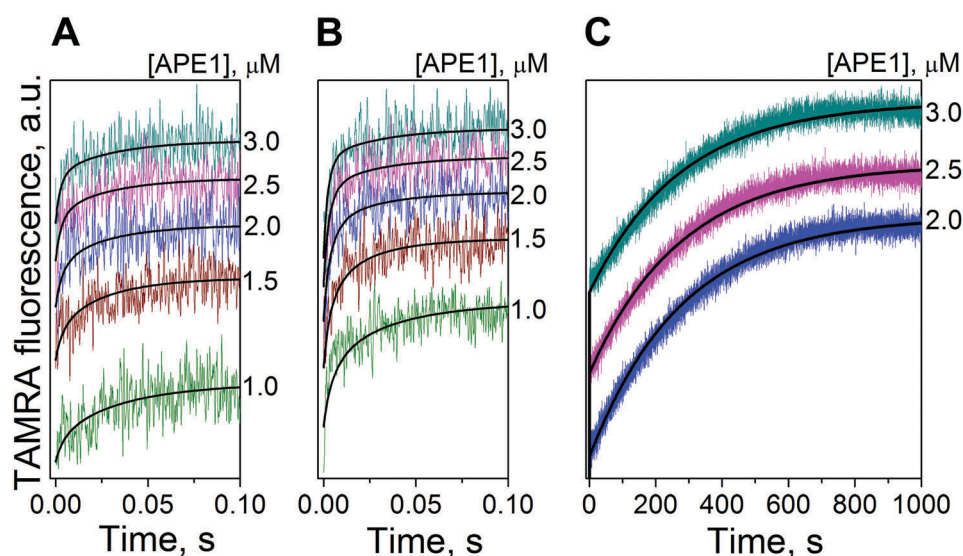 A
B
C
[APE1], μM
[APE1], μM
[APE1], μM
TAMRA fluorescence, a.u.
3.0
2.5
2.0
1.5
1.0
3.0
2.5
2.0
1.5
1.0
3.0
2.5
2.0
0.00 0.05 0.10
0.00 0.05 0.10
0 200 400 600 800 1000
Time, s
Time, s
Time, s